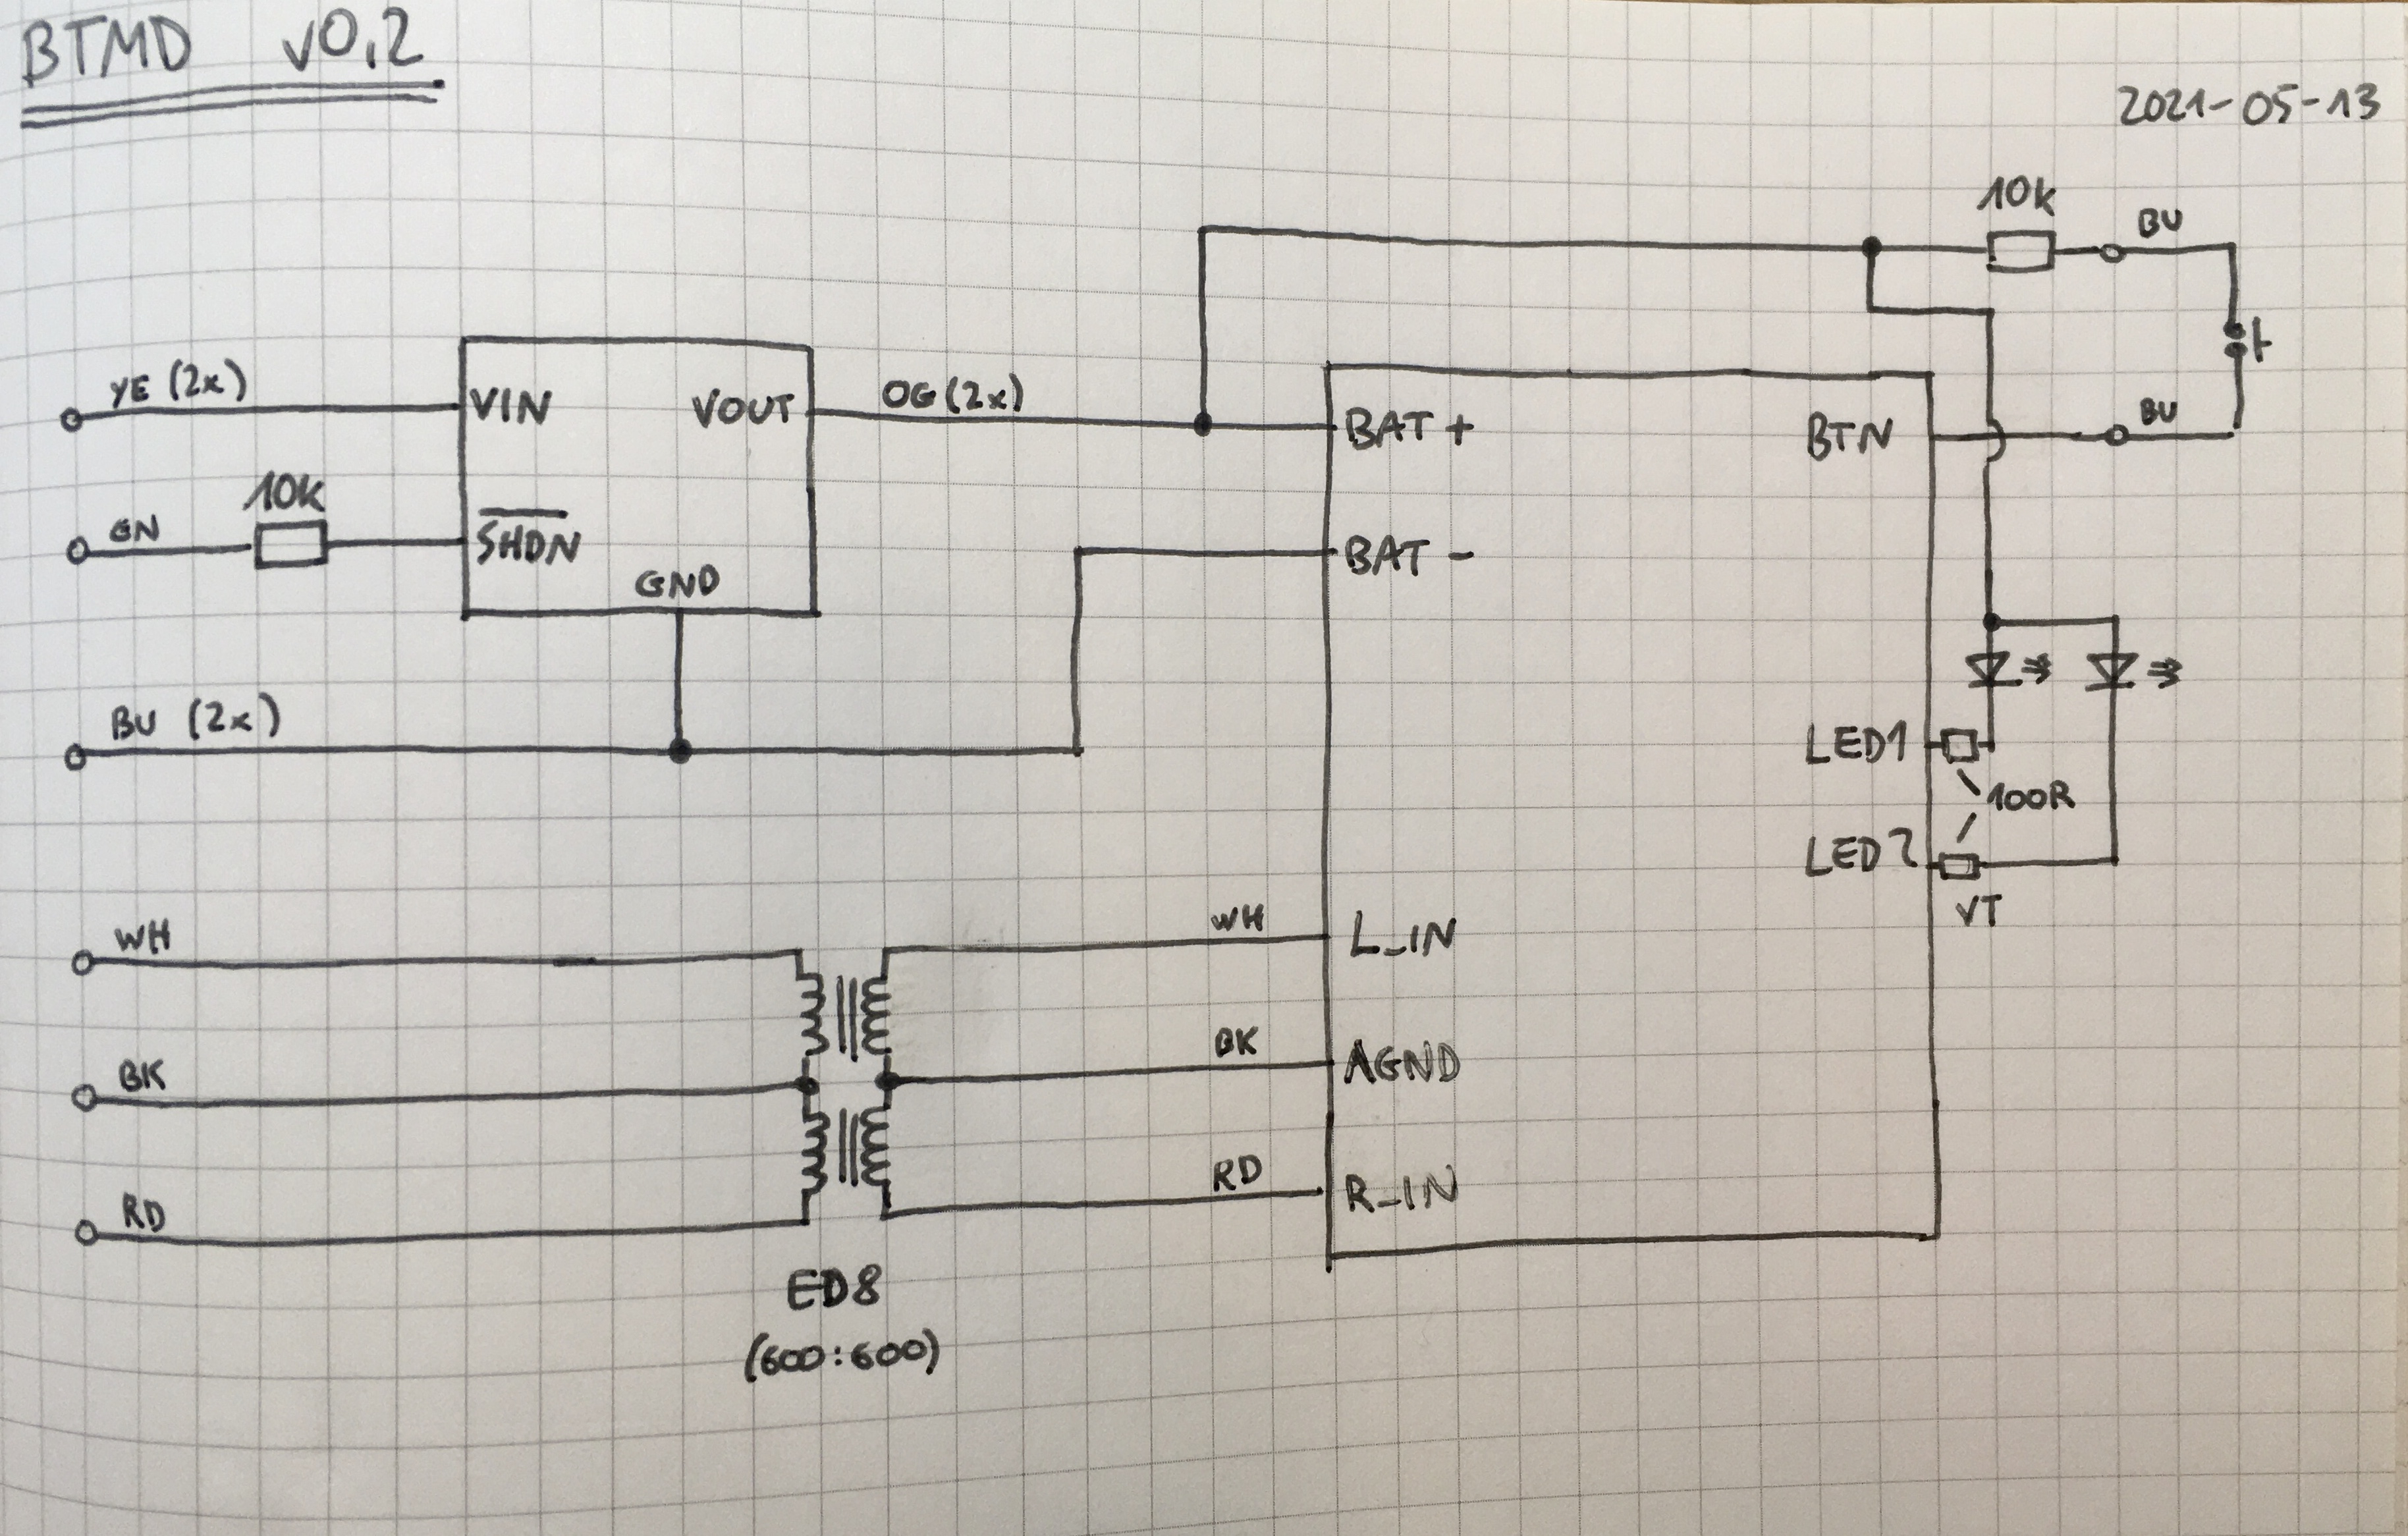 BTMD v0.2
2021-05-13
10k
BU
YE (2x)
VIN
VOUT
OG (2x)
BAT +
BTN
BU
10k
GN
SHDN
GND
BAT -
BU (2x)
LED1
100R
LED2
VT
WH
WH
L_IN
BK
BK
AGND
RD
RD
R_IN
ED8
(600:600)